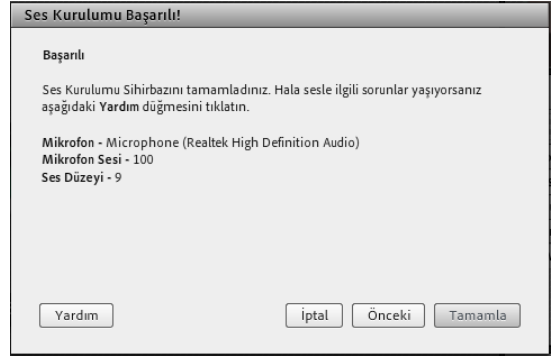 Ses Kurulumu Başarılı!
Başarılı
Ses Kurulumu Sihirbazını tamamladınız. Hala sesle ilgili sorunlar yaşıyorsanız
aşağıdaki Yardım düğmesini tıklatın.
Mikrofon - Microphone (Realtek High Definition Audio)
Mikrofon Sesi - 100
Ses Düzeyi - 9
Yardım İptal Önceki Tamamla